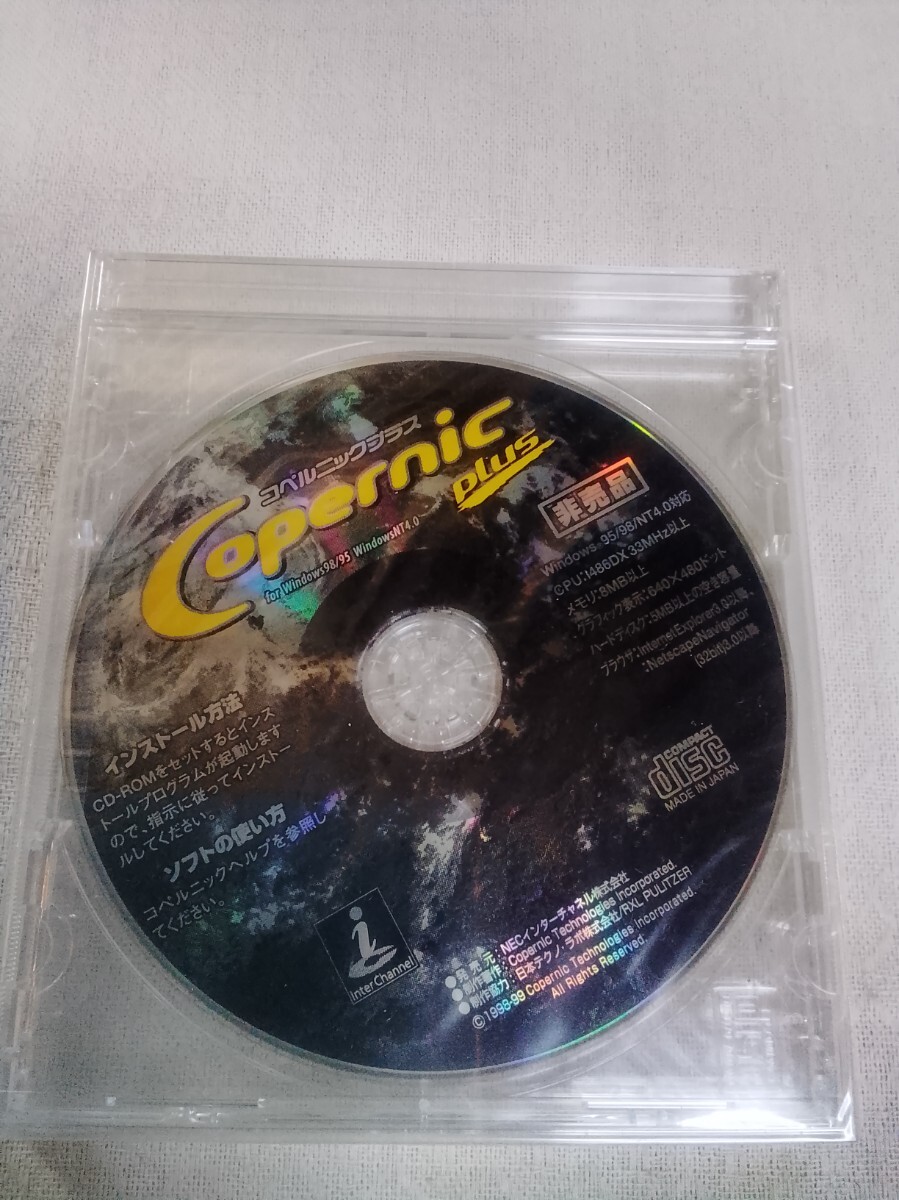 コペルニックプラス
Copernic
plus
for Windows98/95 WindowsNT4.0
非売品
Windows-95/98/NT4.0対応
CPU:i486DX 33MHz以上
メモリ:8MB以上
グラフィック表示:640×480ドット
ハードディスク:5MB以上の空き容量
ブラウザ:InternetExplorer3.0以降、
:NetscapeNavigator
(32bit)3.0以降
インストール方法
CD-ROMをセットするとインス
トールプログラムが起動します
ので、指示に従ってインストー
ルしてください。
ソフトの使い方
コペルニックヘルプを参照し
てください。
COMPACT
disc
MADE IN JAPAN
interChannel
●発売元:NECインターチャネル株式会社
●制作著作:Copernic Technologies Incorporated.
●制作協力:日本テクノ・ラボ株式会社/RXL PULITZER
©1998-99 Copernic Technologies Incorporated.
All Rights Reserved.